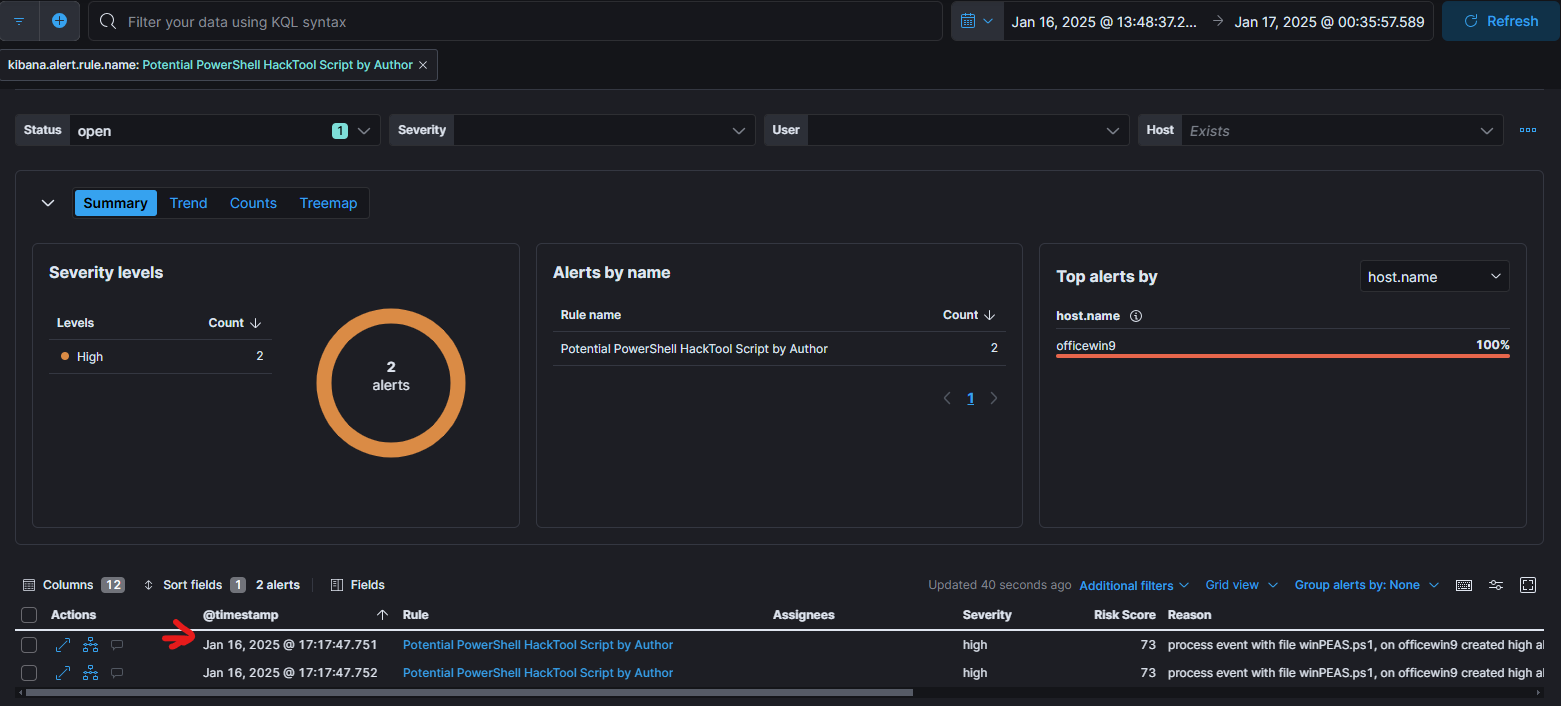 Filter your data using KQL syntax Jan 16, 2025 @ 13:48:37.2... → Jan 17, 2025 @ 00:35:57.589 Refresh
kibana.alert.rule.name: Potential PowerShell HackTool Script by Author ×
Status open 1 Severity User Host Exists
Summary Trend Counts Treemap
Severity levels
Levels Count ↓
High 2
2
alerts
Alerts by name
Rule name Count ↓
Potential PowerShell HackTool Script by Author 2
1
Top alerts by host.name
host.name
officewin9 100%
Columns 12 Sort fields 1 2 alerts Fields Updated 40 seconds ago Additional filters Grid view Group alerts by: None
Actions @timestamp ↑ Rule Assignees Severity Risk Score Reason
Jan 16, 2025 @ 17:17:47.751 Potential PowerShell HackTool Script by Author high 73 process event with file winPEAS.ps1, on officewin9 created high al
Jan 16, 2025 @ 17:17:47.752 Potential PowerShell HackTool Script by Author high 73 process event with file winPEAS.ps1, on officewin9 created high al